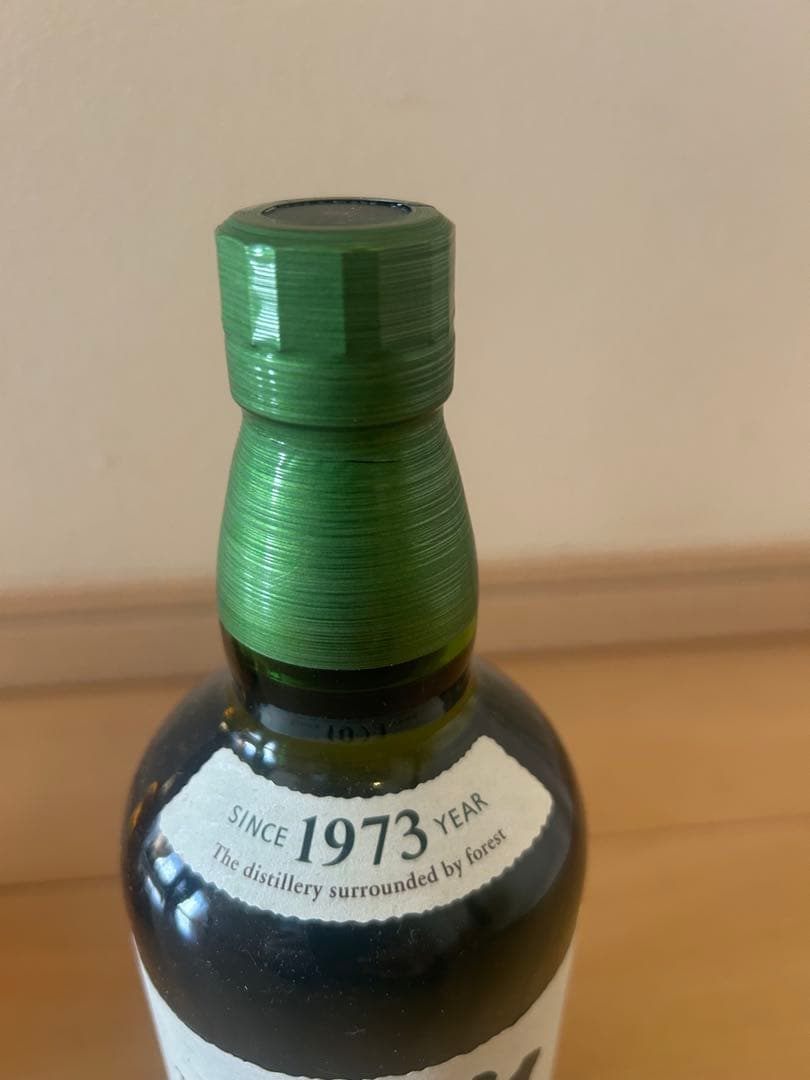 SINCE 1973 YEAR
The distillery surrounded by forest